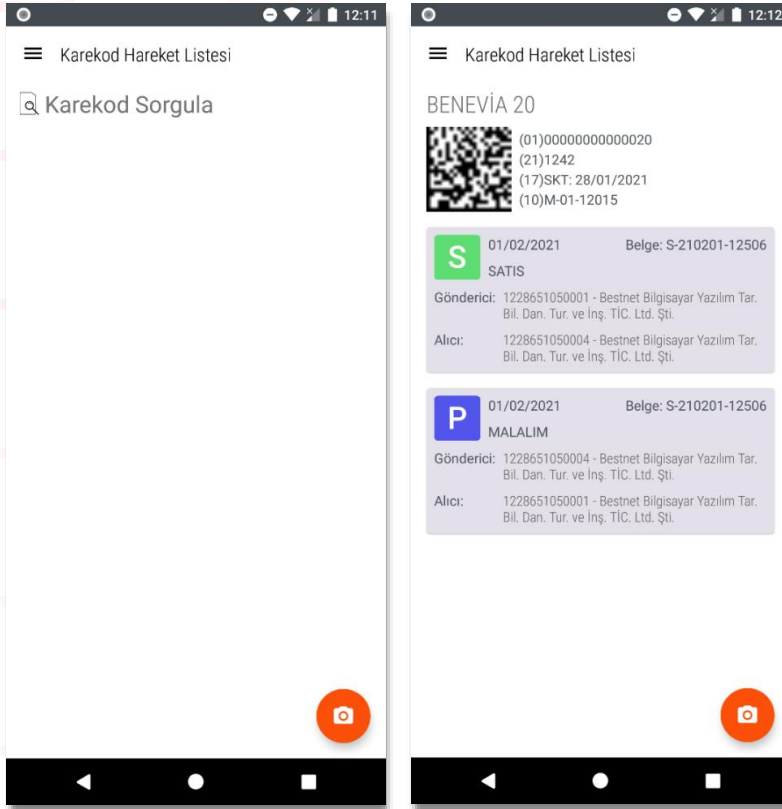 12:11
Karekod Hareket Listesi
Karekod Sorgula
12:12
Karekod Hareket Listesi
BENEVİA 20
(01)00000000000020
(21)1242
(17)SKT: 28/01/2021
(10)M-01-12015
S
01/02/2021 Belge: S-210201-12506
SATIS
Gönderici: 1228651050001 - Bestnet Bilgisayar Yazılım Tar.
Bil. Dan. Tur. ve İnş. TİC. Ltd. Şti.
Alıcı: 1228651050004 - Bestnet Bilgisayar Yazılım Tar.
Bil. Dan. Tur. ve İnş. TİC. Ltd. Şti.
P
01/02/2021 Belge: S-210201-12506
MALALIM
Gönderici: 1228651050004 - Bestnet Bilgisayar Yazılım Tar.
Bil. Dan. Tur. ve İnş. TİC. Ltd. Şti.
Alıcı: 1228651050001 - Bestnet Bilgisayar Yazılım Tar.
Bil. Dan. Tur. ve İnş. TİC. Ltd. Şti.